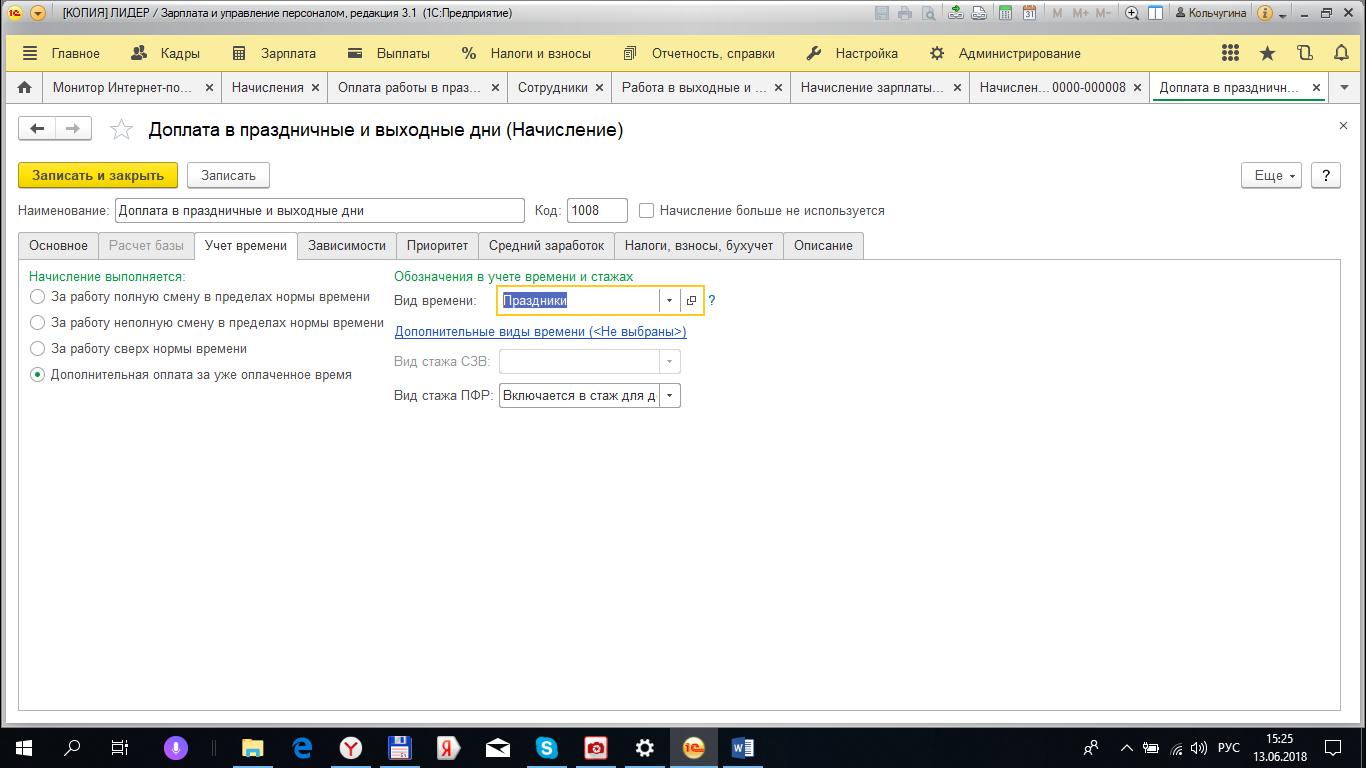 [КОПИЯ] ЛИДЕР / Зарплата и управление персоналом, редакция 3.1 (1С:Предприятие)
M M+ M- Кольчугина
Главное Кадры Зарплата Выплаты % Налоги и взносы Отчетность, справки Настройка Администрирование
Монитор Интернет-по... Начисления Оплата работы в праз... Сотрудники Работа в выходные и ... Начисление зарплаты... Начислен... 0000-000008 Доплата в праздничн...
Доплата в праздничные и выходные дни (Начисление)
Записать и закрыть Записать Еще ?
Наименование: Доплата в праздничные и выходные дни Код: 1008 Начисление больше не используется
Основное Расчет базы Учет времени Зависимости Приоритет Средний заработок Налоги, взносы, бухучет Описание
Начисление выполняется: Обозначения в учете времени и стажах
За работу полную смену в пределах нормы времени Вид времени: Праздники ?
За работу неполную смену в пределах нормы времени Дополнительные виды времени (<Не выбраны>)
За работу сверх нормы времени Вид стажа СЗВ:
Дополнительная оплата за уже оплаченное время Вид стажа ПФР: Включается в стаж для д
РУС 15:25
13.06.2018